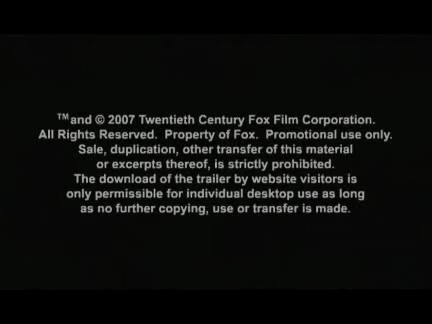 TM and © 2007 Twentieth Century Fox Film Corporation.
All Rights Reserved. Property of Fox. Promotional use only.
Sale, duplication, other transfer of this material
or excerpts thereof, is strictly prohibited.
The download of the trailer by website visitors is
only permissible for individual desktop use as long
as no further copying, use or transfer is made.